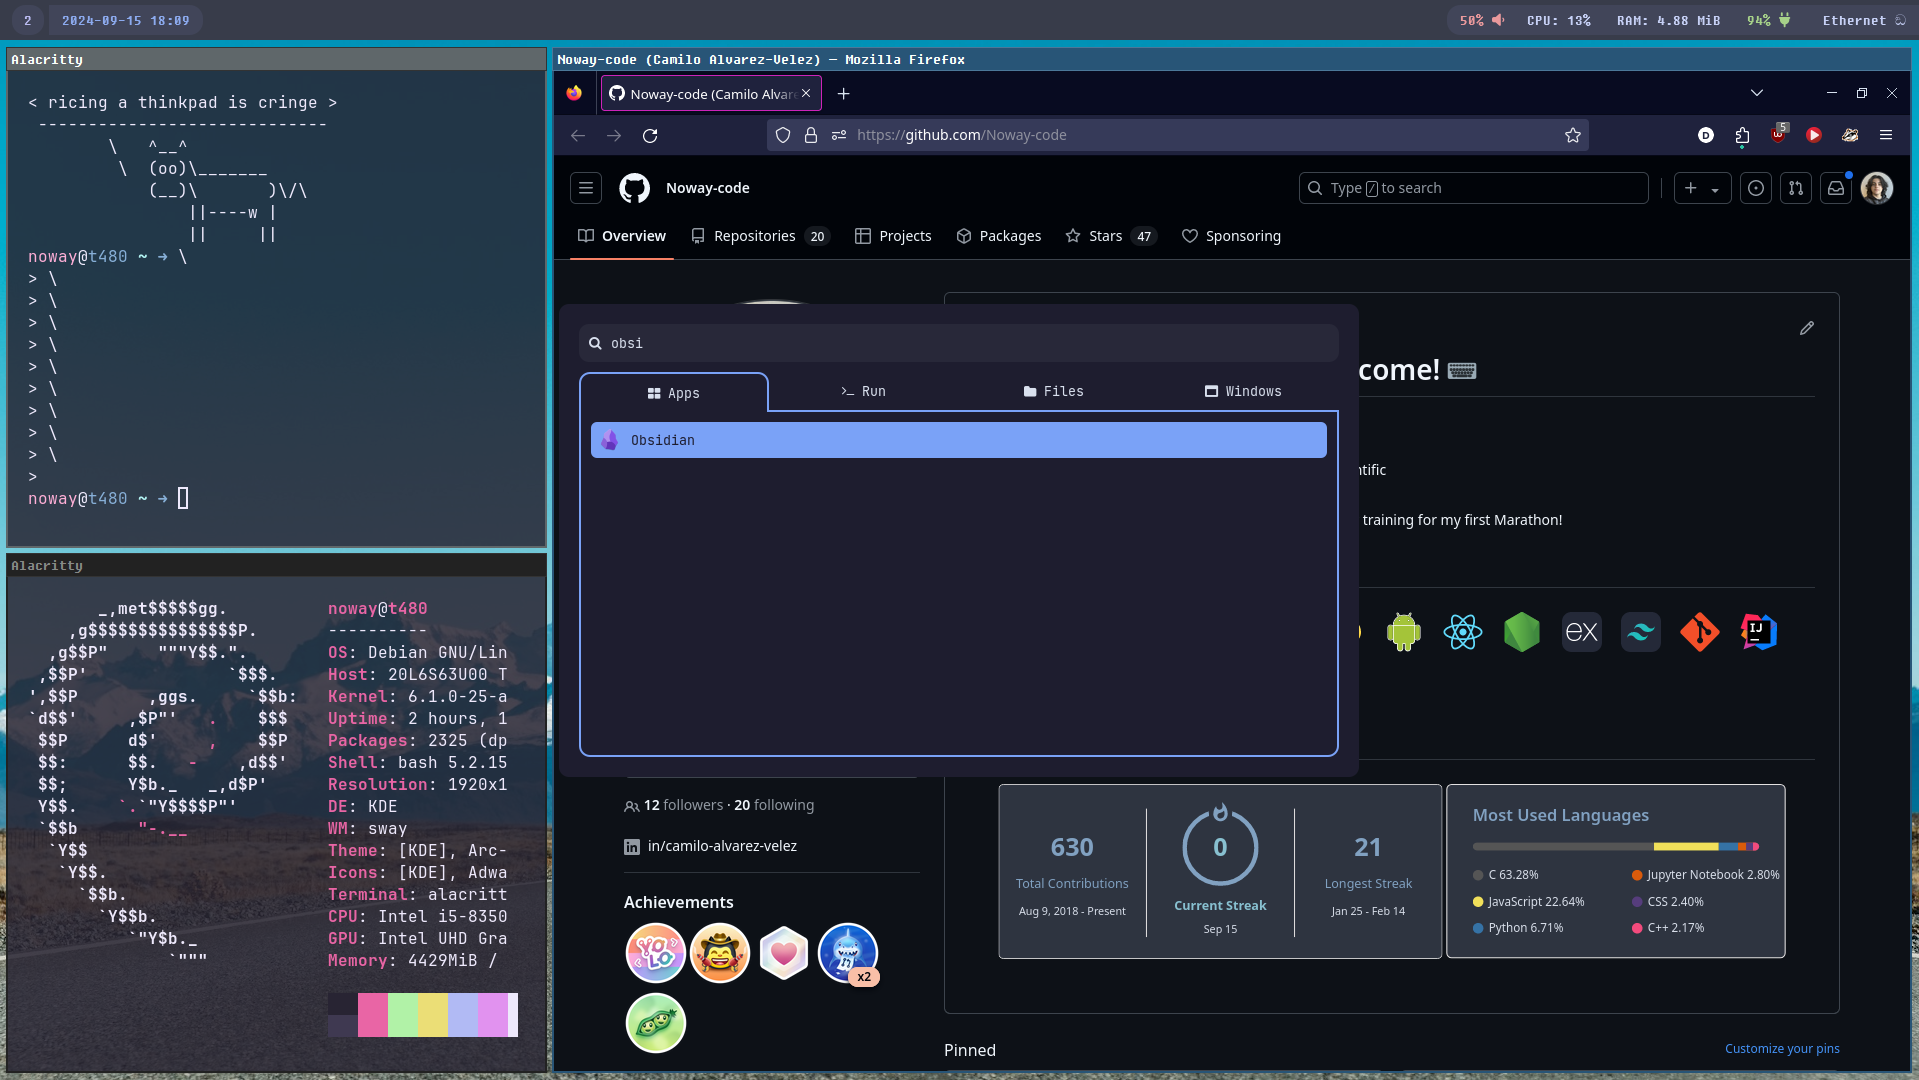 2
2024-09-15 18:09
50%
CPU: 13%
RAM: 4.88 MiB
94%
Ethernet
Alacritty
< ricing a thinkpad is cringe >
 -----------------------------
        \   ^__^
         \  (oo)\_______
            (__)\       )\/\
                ||----w |
                ||     ||
noway@t480 ~ → \
> \
> \
> \
> \
> \
> \
> \
> \
> \
>
noway@t480 ~ →
Alacritty
       _,met$$$$$gg.
    ,g$$$$$$$$$$$$$$$P.
  ,g$$P"     """Y$$.".
 ,$$P'              `$$$.
',$$P       ,ggs.     `$$b:
`d$$'     ,$P"'   .    $$$
 $$P      d$'     ,    $$P
 $$:      $$.   -    ,d$$'
 $$;      Y$b._   _,d$P'
 Y$$.    `.`"Y$$$$P"'
 `$$b      "-.__
  `Y$$
   `Y$$.
     `$$b.
       `Y$$b.
          `"Y$b._
              `"""
noway@t480
----------
OS: Debian GNU/Lin
Host: 20L6S63U00 T
Kernel: 6.1.0-25-a
Uptime: 2 hours, 1
Packages: 2325 (dp
Shell: bash 5.2.15
Resolution: 1920x1
DE: KDE
WM: sway
Theme: [KDE], Arc-
Icons: [KDE], Adwa
Terminal: alacritt
CPU: Intel i5-8350
GPU: Intel UHD Gra
Memory: 4429MiB /
Noway-code (Camilo Alvarez-Velez) — Mozilla Firefox
Noway-code (Camilo Alvare
https://github.com/Noway-code
D
5
Noway-code
Type / to search
Overview
Repositories 20
Projects
Packages
Stars 47
Sponsoring
obsi
Apps
Run
Files
Windows
Obsidian
come!
ntific
training for my first Marathon!
EX
IJ
12 followers · 20 following
in/camilo-alvarez-velez
Achievements
YOLO
x2
630
Total Contributions
Aug 9, 2018 - Present
0
Current Streak
Sep 15
21
Longest Streak
Jan 25 - Feb 14
Most Used Languages
C 63.28%
JavaScript 22.64%
Python 6.71%
Jupyter Notebook 2.80%
CSS 2.40%
C++ 2.17%
Pinned
Customize your pins